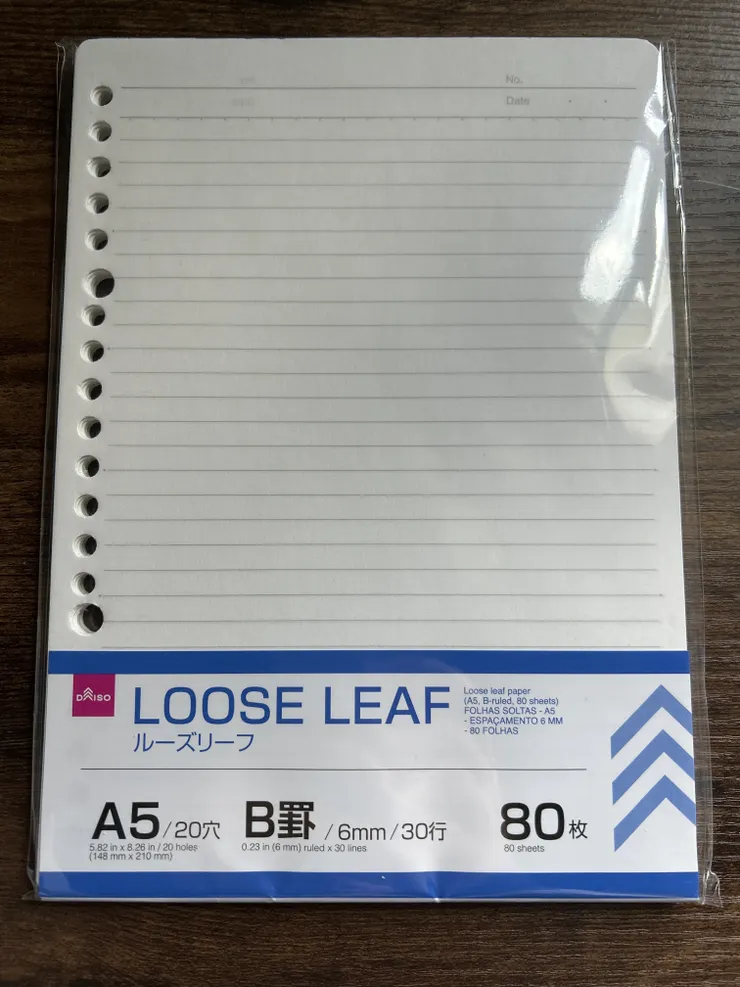 No.
Date
DAISO
LOOSE LEAF
ルーズリーフ
Loose leaf paper
(A5, B-ruled, 80 sheets)
FOLHAS SOLTAS - A5
- ESPAÇAMENTO 6 MM
- 80 FOLHAS
A5/20穴
5.82 in x 8.26 in / 20 holes
(148 mm x 210 mm)
B罫/6mm/30行
0.23 in (6 mm) ruled x 30 lines
80枚
80 sheets